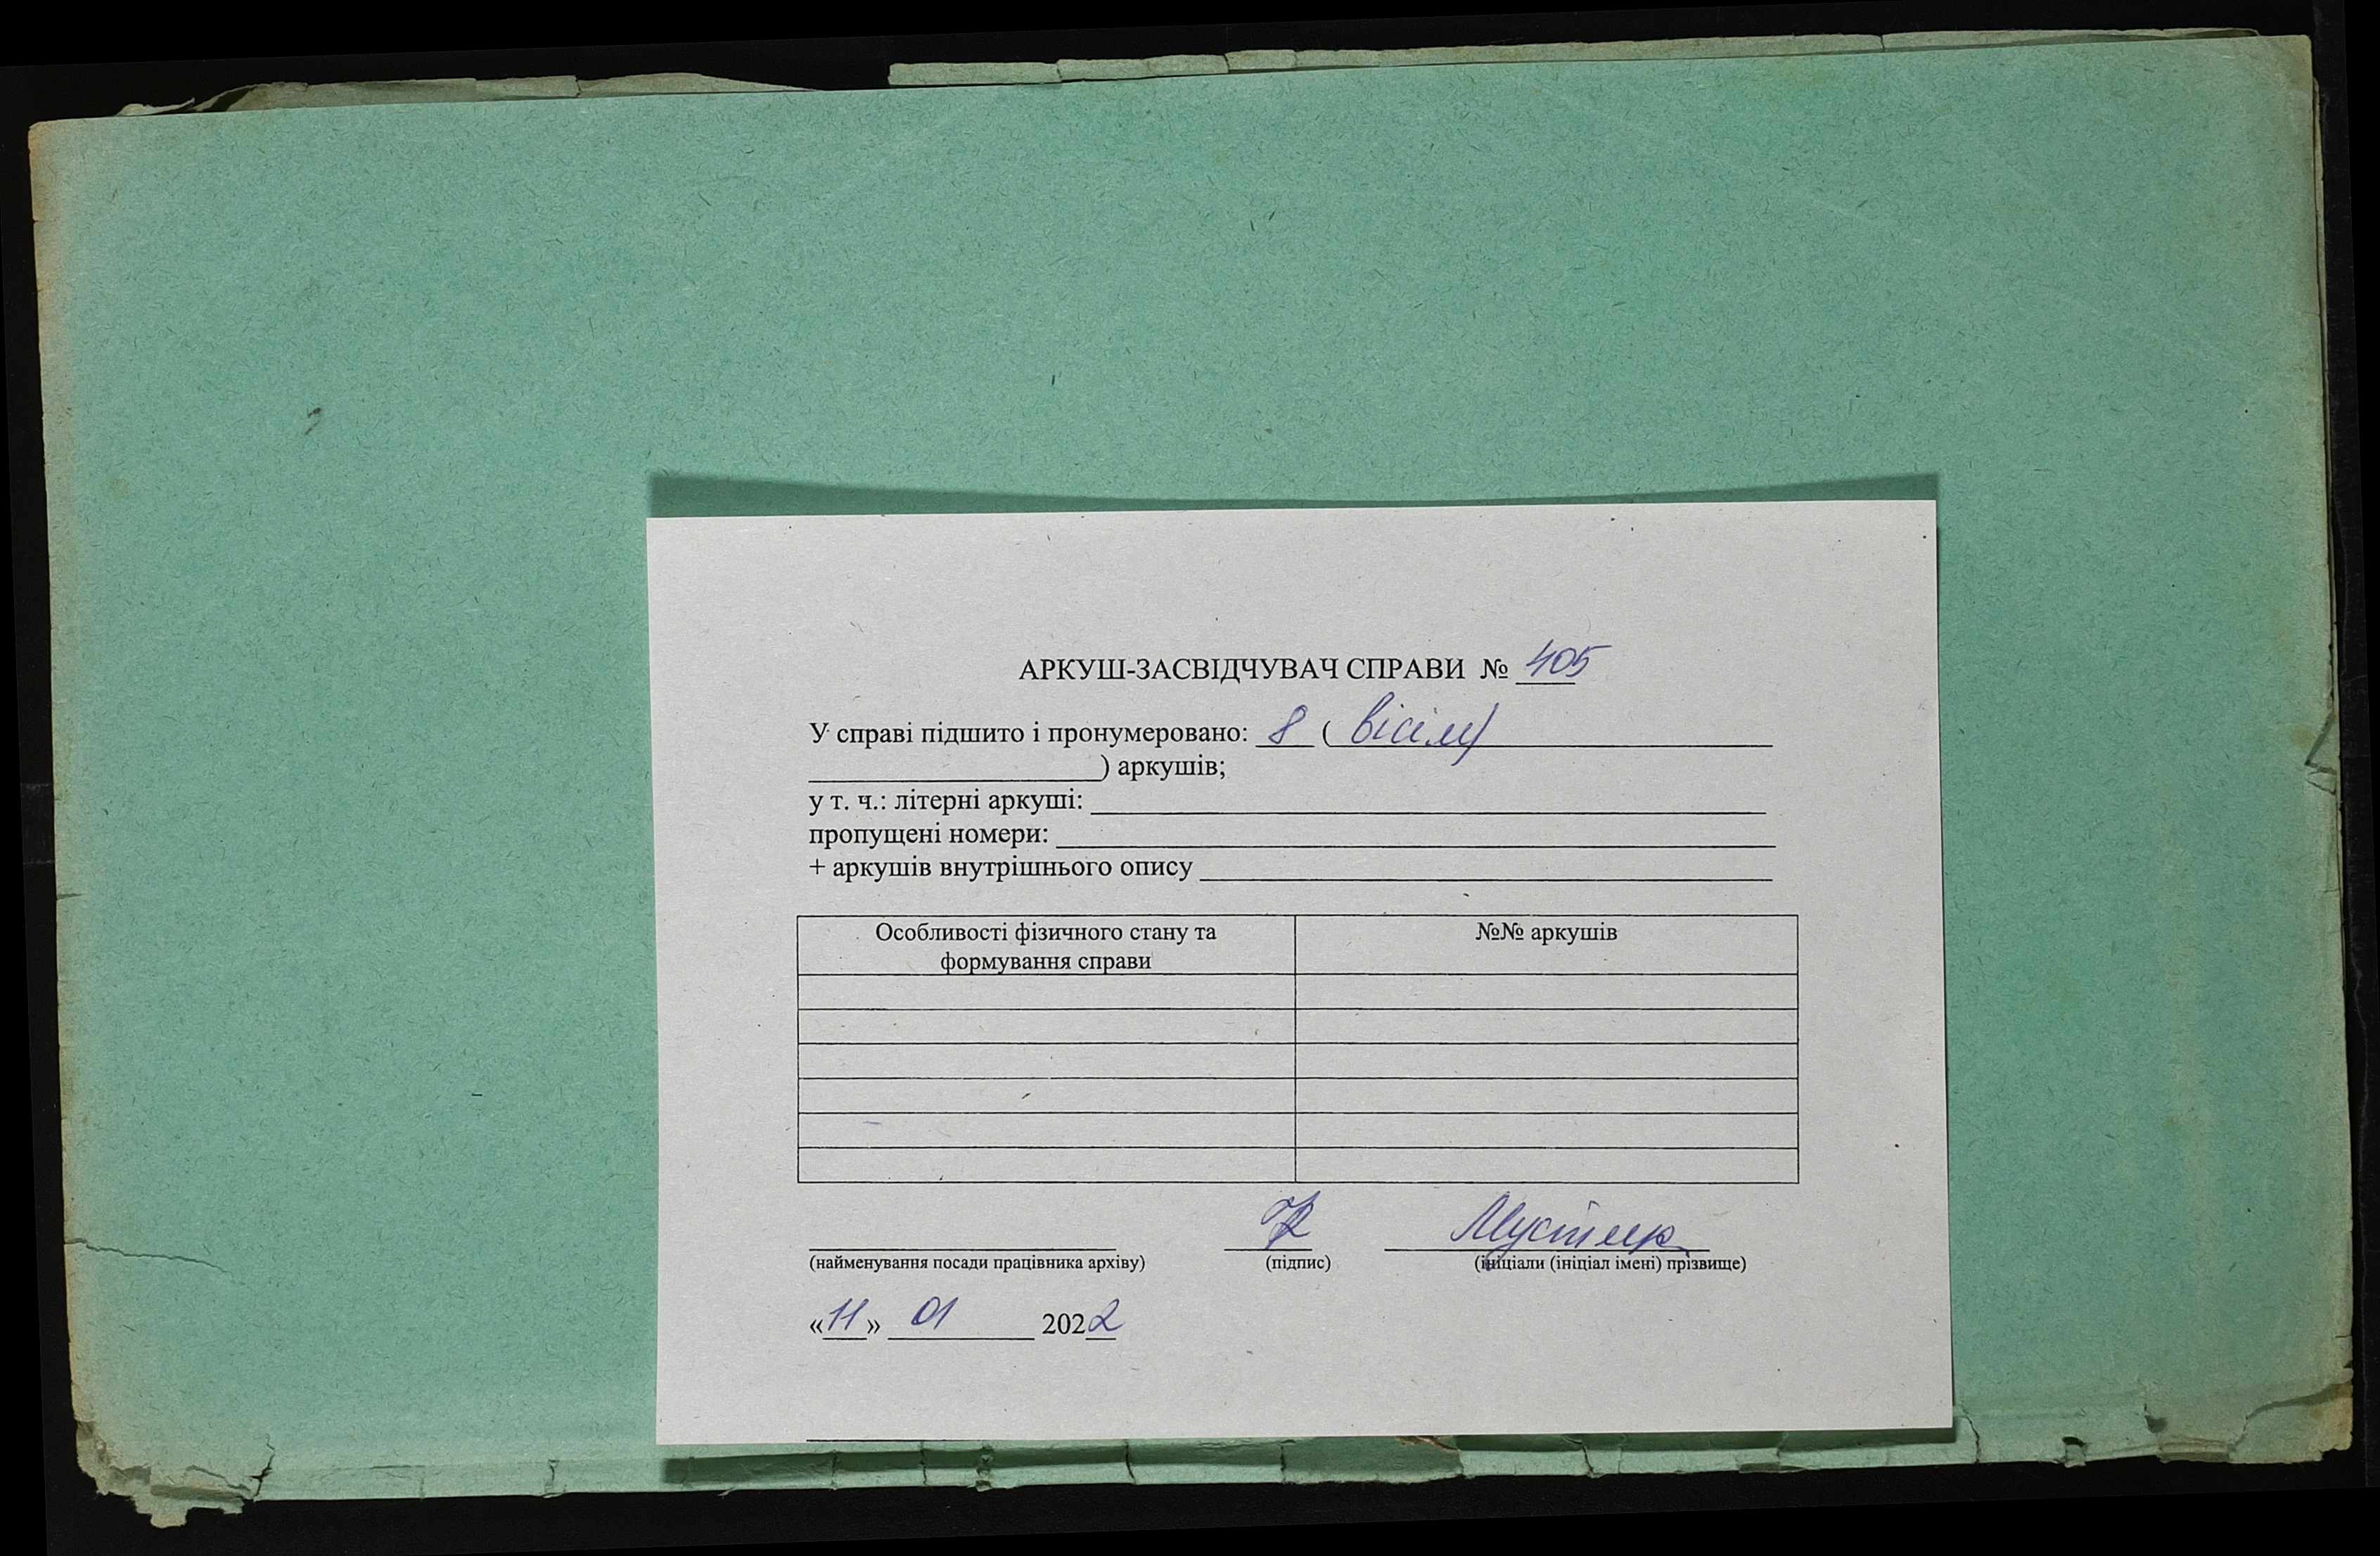 АРКУШ-ЗАСВІДЧУВАЧ СПРАВИ № 405
У справі підшито і пронумеровано: 8 ( вісім)
) аркушів;
у т. ч.: літерні аркуші:
пропущені номери:
+ аркушів внутрішнього опису
Особливості фізичного стану та
формування справи
№№ аркушів
(найменування посади працівника архіву) (підпис) (ініціали (ініціал імені) прізвище)
«11» 01 2022